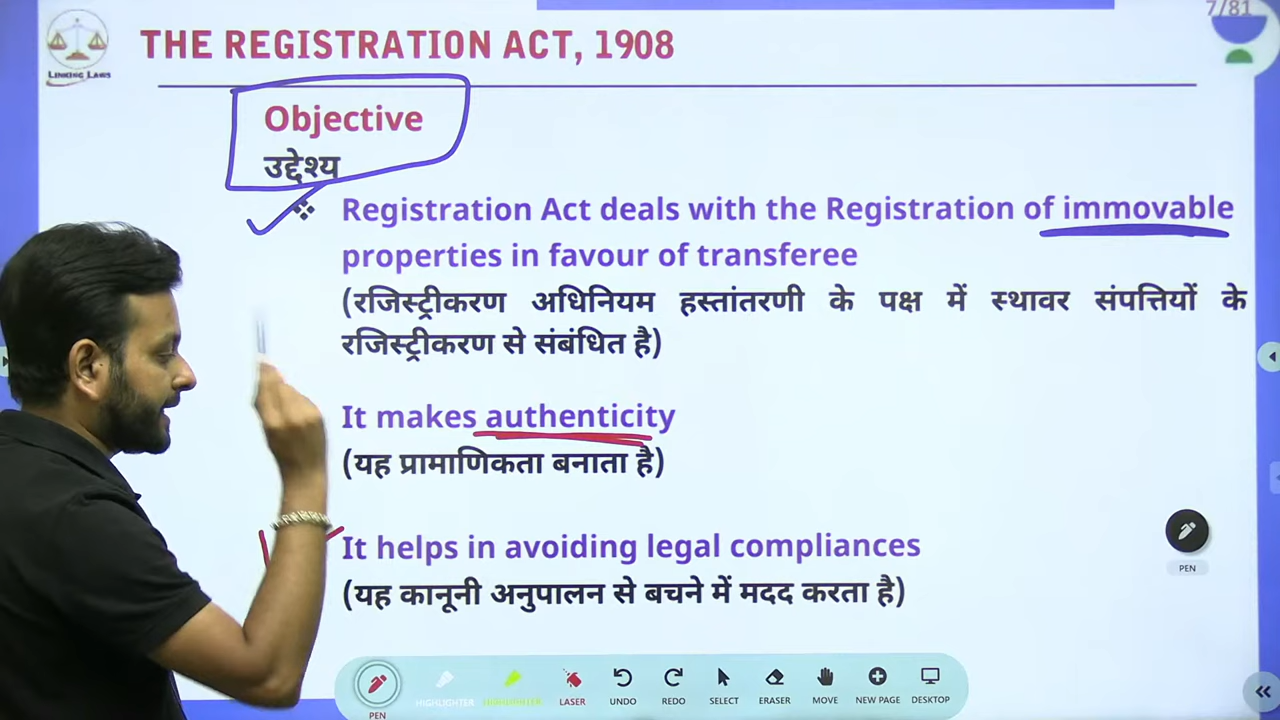 7/81
LINKING LAWS
THE REGISTRATION ACT, 1908
Objective
उद्देश्य
❖ Registration Act deals with the Registration of immovable
properties in favour of transferee
(रजिस्ट्रीकरण अधिनियम हस्तांतरणी के पक्ष में स्थावर संपत्तियों के
रजिस्ट्रीकरण से संबंधित है)
It makes authenticity
(यह प्रामाणिकता बनाता है)
It helps in avoiding legal compliances
(यह कानूनी अनुपालन से बचने में मदद करता है)
PEN
PEN HIGHLIGHTER HIGHLIGHTER LASER UNDO REDO SELECT ERASER MOVE NEW PAGE DESKTOP